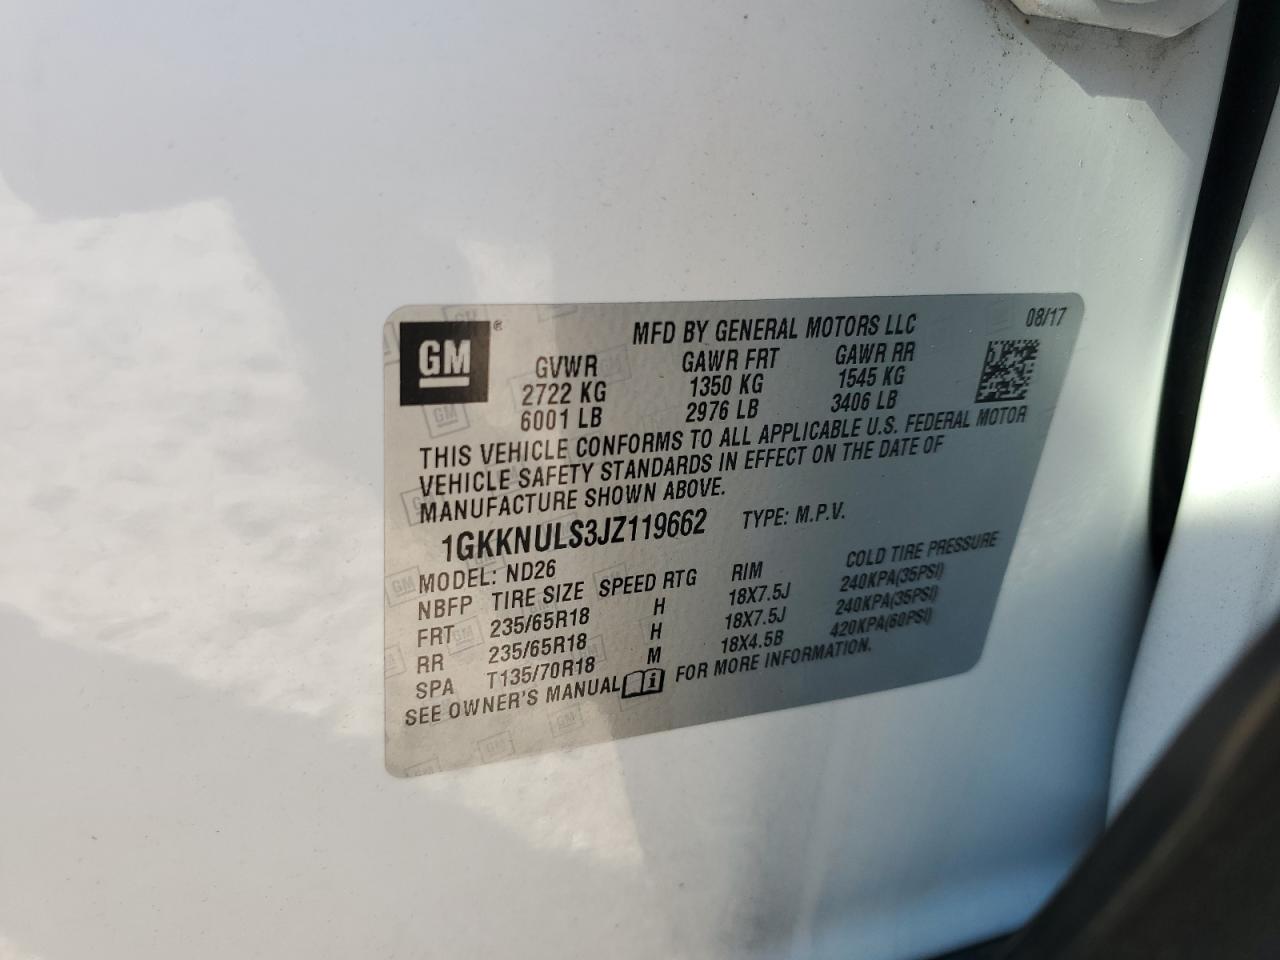 GM®
MFD BY GENERAL MOTORS LLC 08/17
GVWR GAWR FRT GAWR RR
2722 KG 1350 KG 1545 KG
6001 LB 2976 LB 3406 LB
THIS VEHICLE CONFORMS TO ALL APPLICABLE U.S. FEDERAL MOTOR
VEHICLE SAFETY STANDARDS IN EFFECT ON THE DATE OF
MANUFACTURE SHOWN ABOVE.
1GKKNULS3JZ119662 TYPE: M.P.V.
MODEL: ND26
NBFP TIRE SIZE SPEED RTG RIM COLD TIRE PRESSURE
FRT 235/65R18 H 18X7.5J 240KPA(35PSI)
RR 235/65R18 H 18X7.5J 240KPA(35PSI)
SPA T135/70R18 M 18X4.5B 420KPA(60PSI)
SEE OWNER'S MANUAL i FOR MORE INFORMATION.